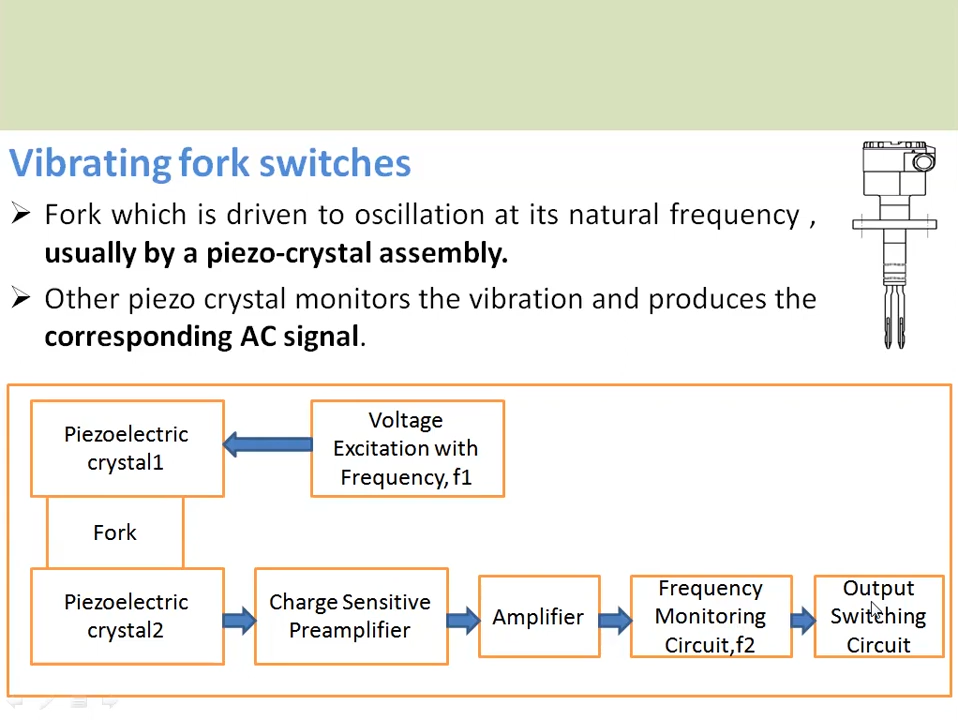 Vibrating fork switches
➢ Fork which is driven to oscillation at its natural frequency ,
usually by a piezo-crystal assembly.
➢ Other piezo crystal monitors the vibration and produces the
corresponding AC signal.
Piezoelectric
crystal1
Voltage
Excitation with
Frequency, f1
Fork
Piezoelectric
crystal2
Charge Sensitive
Preamplifier
Amplifier
Frequency
Monitoring
Circuit,f2
Output
Switching
Circuit